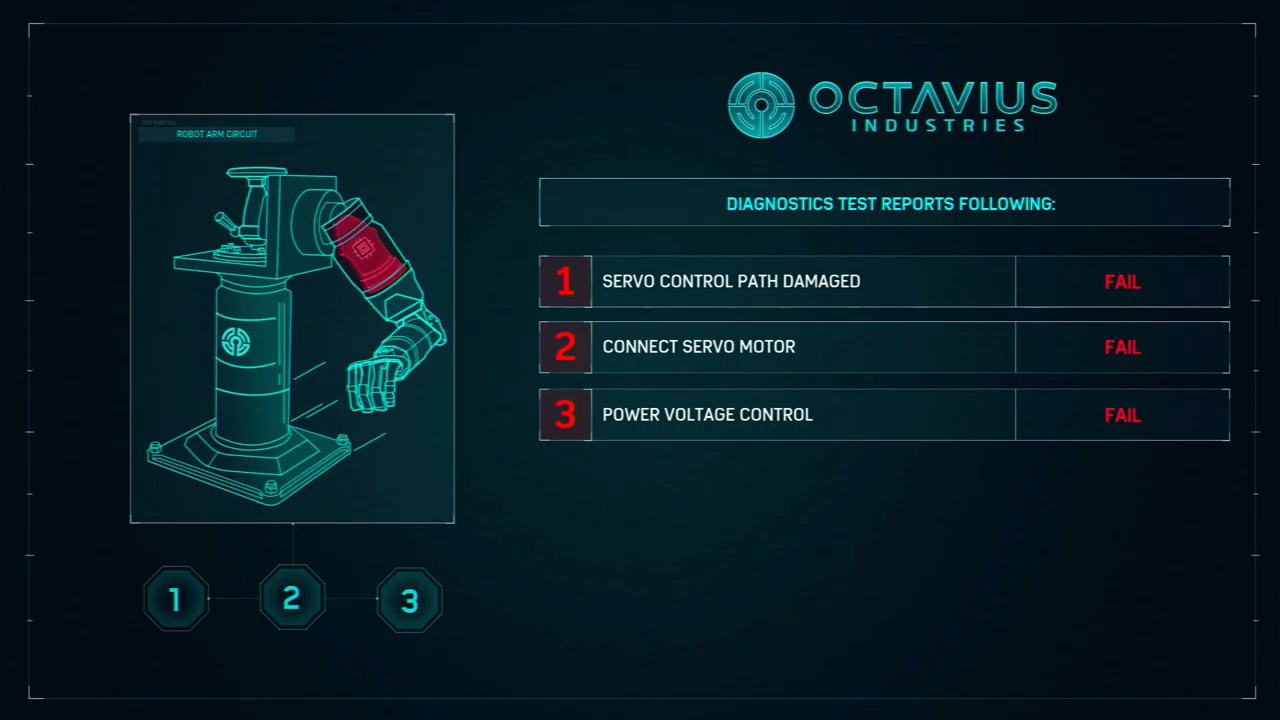 ROBOT ARM CIRCUIT
OCTAVIUS
INDUSTRIES
DIAGNOSTICS TEST REPORTS FOLLOWING:
1 SERVO CONTROL PATH DAMAGED FAIL
2 CONNECT SERVO MOTOR FAIL
3 POWER VOLTAGE CONTROL FAIL
1 2 3